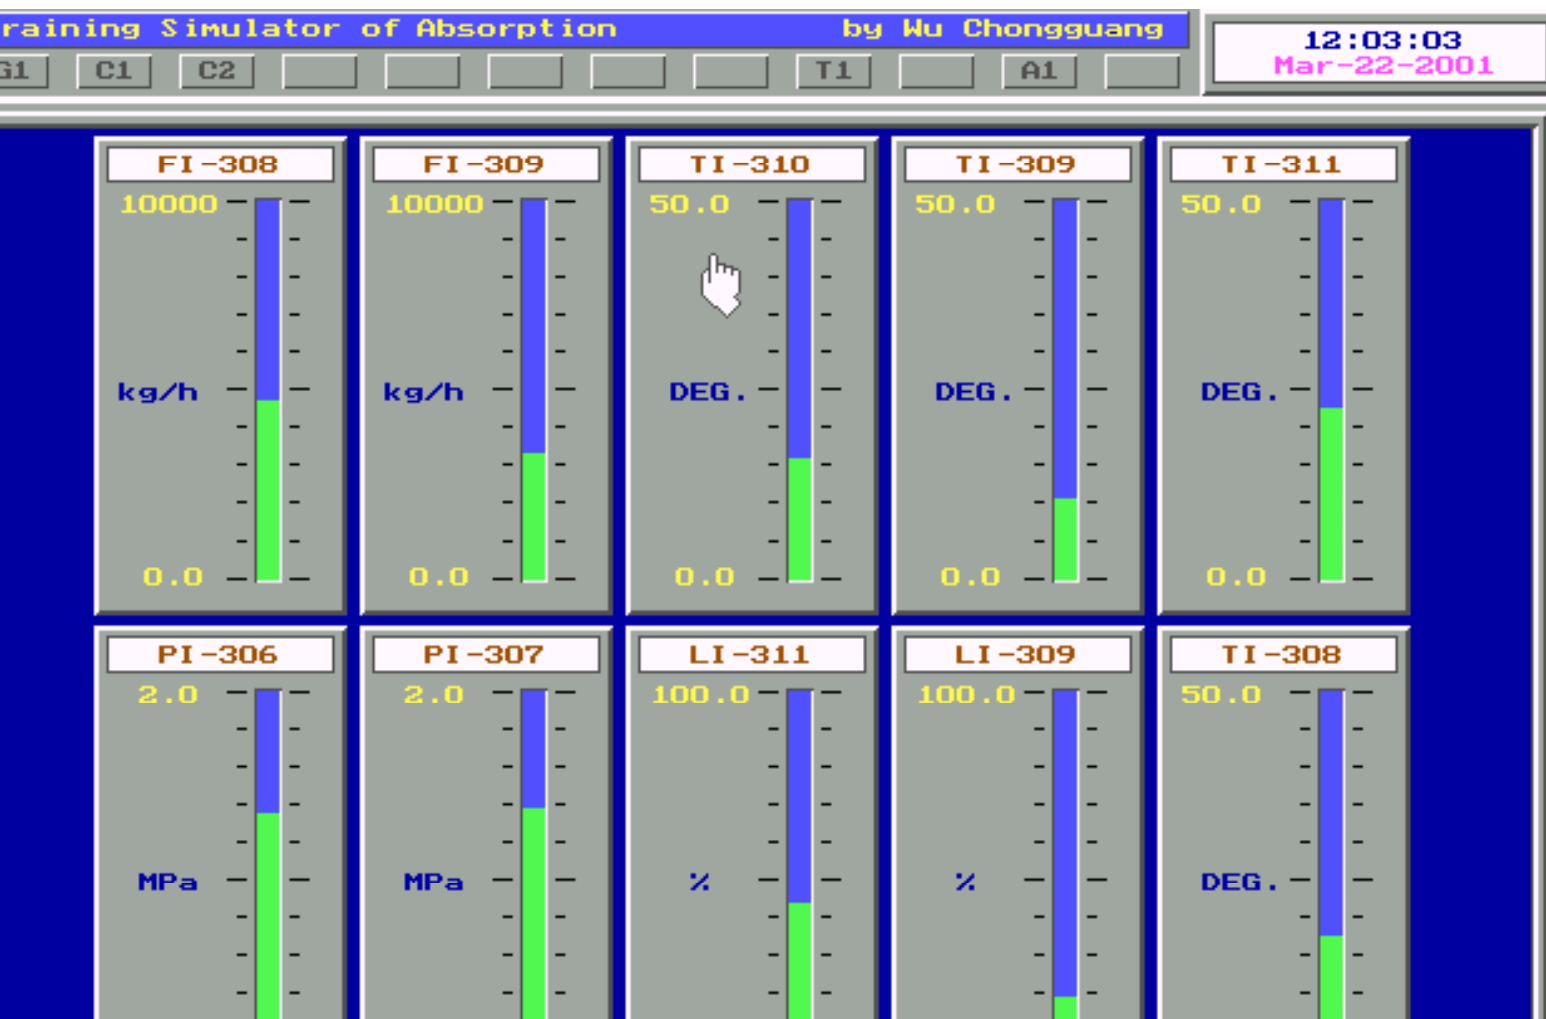 raining Simulator of Absorption by Wu Chongguang
12:03:03
Mar-22-2001
G1 C1 C2 T1 A1
FI-308 FI-309 TI-310 TI-309 TI-311
10000 10000 50.0 50.0 50.0
kg/h kg/h DEG. DEG. DEG.
0.0 0.0 0.0 0.0 0.0
PI-306 PI-307 LI-311 LI-309 TI-308
2.0 2.0 100.0 100.0 50.0
MPa MPa % % DEG.